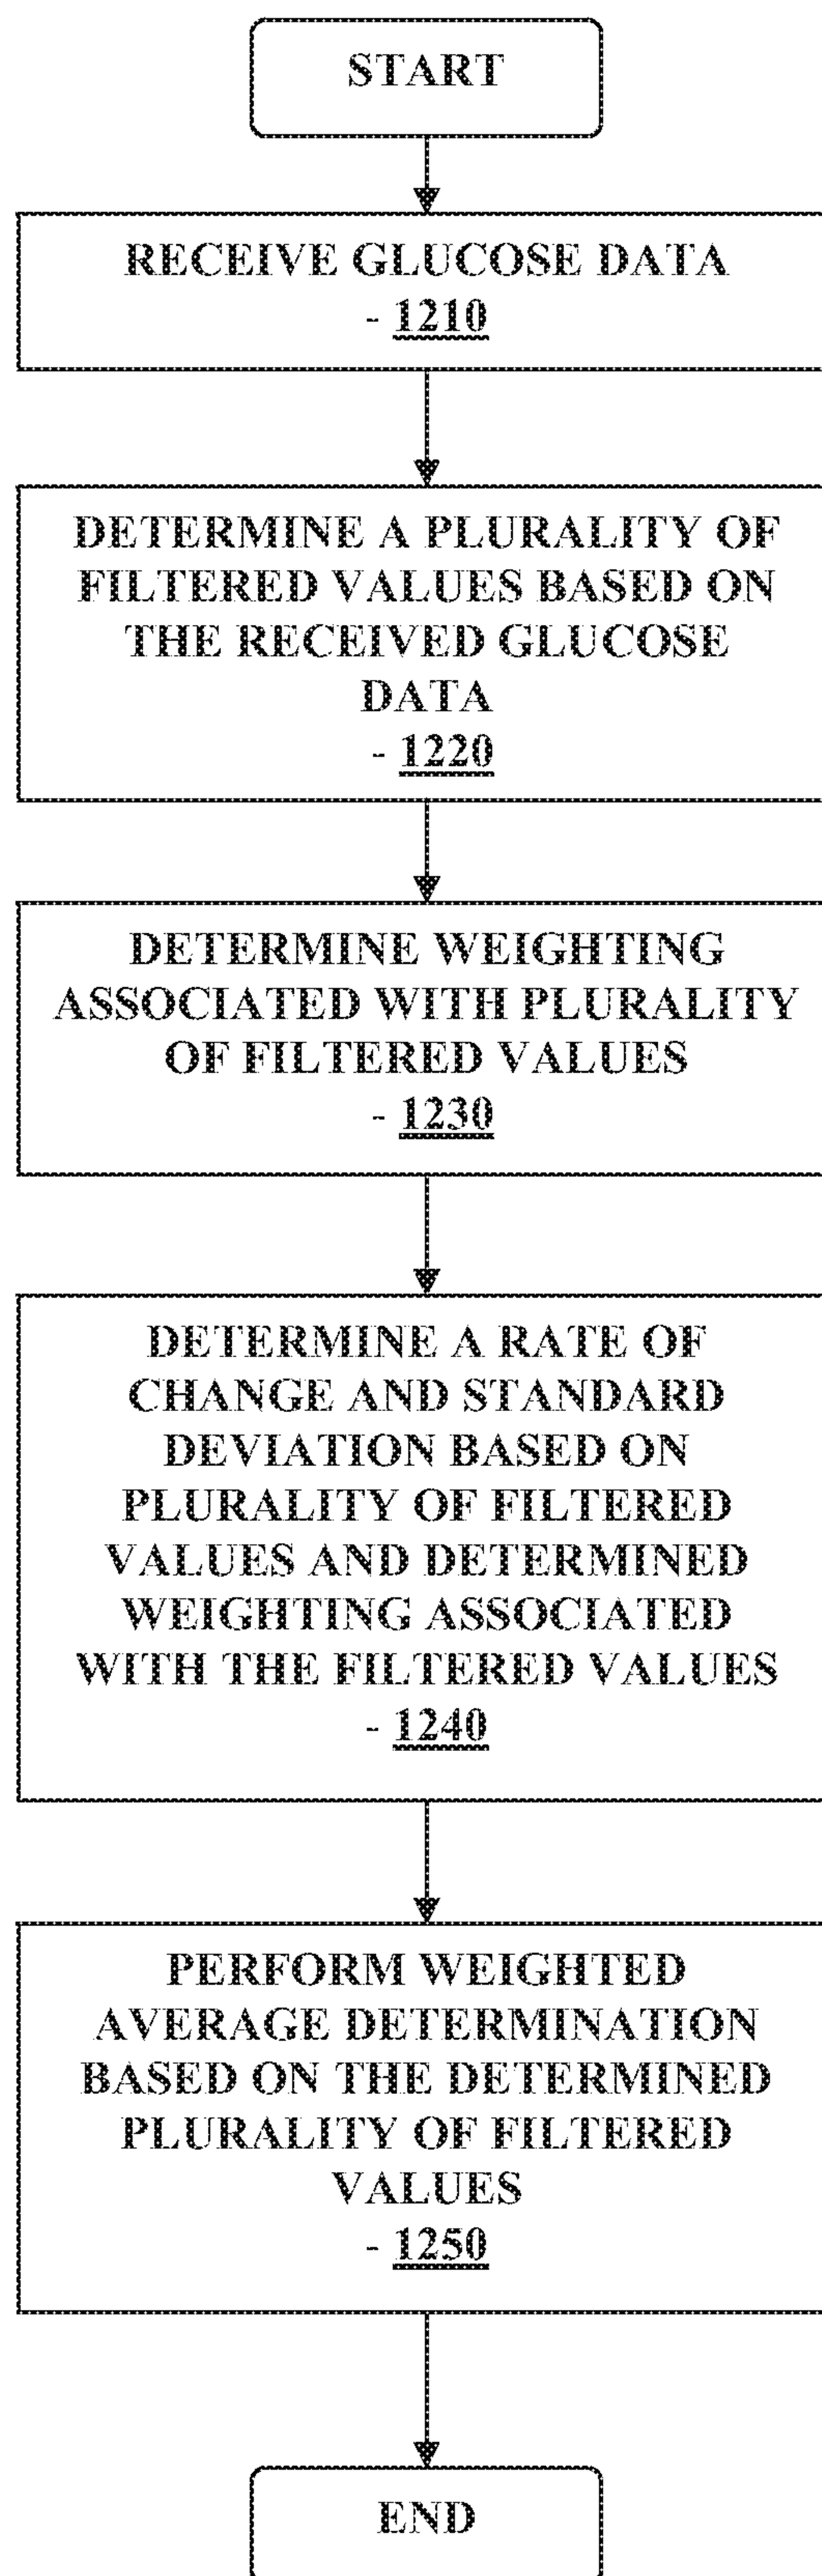 START
RECEIVE GLUCOSE DATA
- 1210
DETERMINE A PLURALITY OF
FILTERED VALUES BASED ON
THE RECEIVED GLUCOSE
DATA
- 1220
DETERMINE WEIGHTING
ASSOCIATED WITH PLURALITY
OF FILTERED VALUES
- 1230
DETERMINE A RATE OF
CHANGE AND STANDARD
DEVIATION BASED ON
PLURALITY OF FILTERED
VALUES AND DETERMINED
WEIGHTING ASSOCIATED
WITH THE FILTERED VALUES
- 1240
PERFORM WEIGHTED
AVERAGE DETERMINATION
BASED ON THE DETERMINED
PLURALITY OF FILTERED
VALUES
- 1250
END